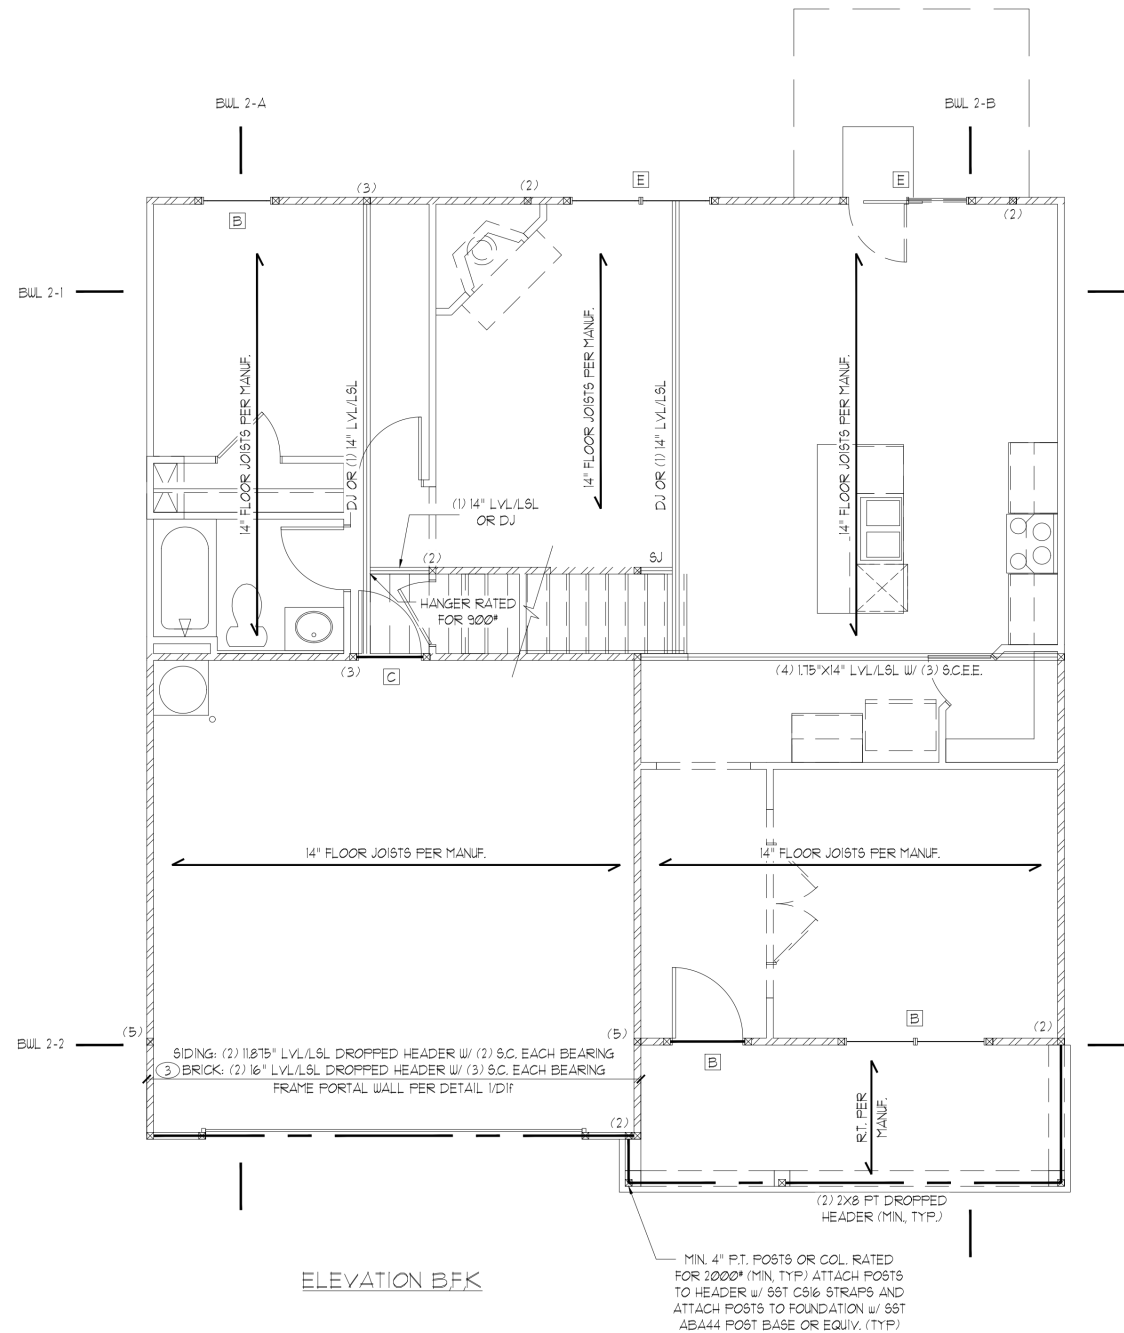 BWL 2-A
BWL 2-B
(3)
(2)
E
E
B
(2)
BWL 2-1
14" FLOOR JOISTS PER MANUF.
DJ OR (1) 14" LVL/LSL
14" FLOOR JOISTS PER MANUF.
DJ OR (1) 14" LVL/LSL
14" FLOOR JOISTS PER MANUF.
(1) 14" LVL/LSL
OR DJ
(2)
SJ
HANGER RATED
FOR 900#
(3)
C
(4) 1.75"X14" LVL/LSL W/ (3) S.C.E.E.
14" FLOOR JOISTS PER MANUF.
14" FLOOR JOISTS PER MANUF.
BWL 2-2
(5)
(5)
B
(2)
B
SIDING: (2) 11.875" LVL/LSL DROPPED HEADER W/ (2) S.C. EACH BEARING
3 BRICK: (2) 16" LVL/LSL DROPPED HEADER W/ (3) S.C. EACH BEARING
FRAME PORTAL WALL PER DETAIL 1/D1f
(2)
R.T. PER
MANUF.
(2) 2X8 PT DROPPED
HEADER (MIN., TYP.)
ELEVATION B,F,K
MIN. 4" P.T. POSTS OR COL. RATED
FOR 2000# (MIN, TYP) ATTACH POSTS
TO HEADER w/ SST CS16 STRAPS AND
ATTACH POSTS TO FOUNDATION w/ SST
ABA44 POST BASE OR EQUIV. (TYP)